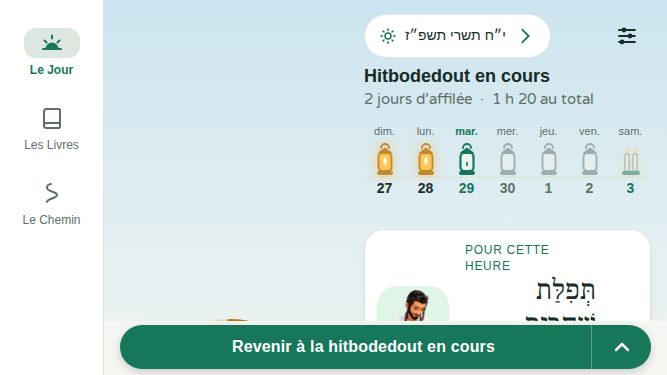 Le Jour
Les Livres
Le Chemin
י״ח תשרי תשפ״ז
Hitbodedout en cours
2 jours d'affilée · 1 h 20 au total
dim. lun. mar. mer. jeu. ven. sam.
27 28 29 30 1 2 3
POUR CETTE
HEURE
תְּפִלַּת
Revenir à la hitbodedout en cours